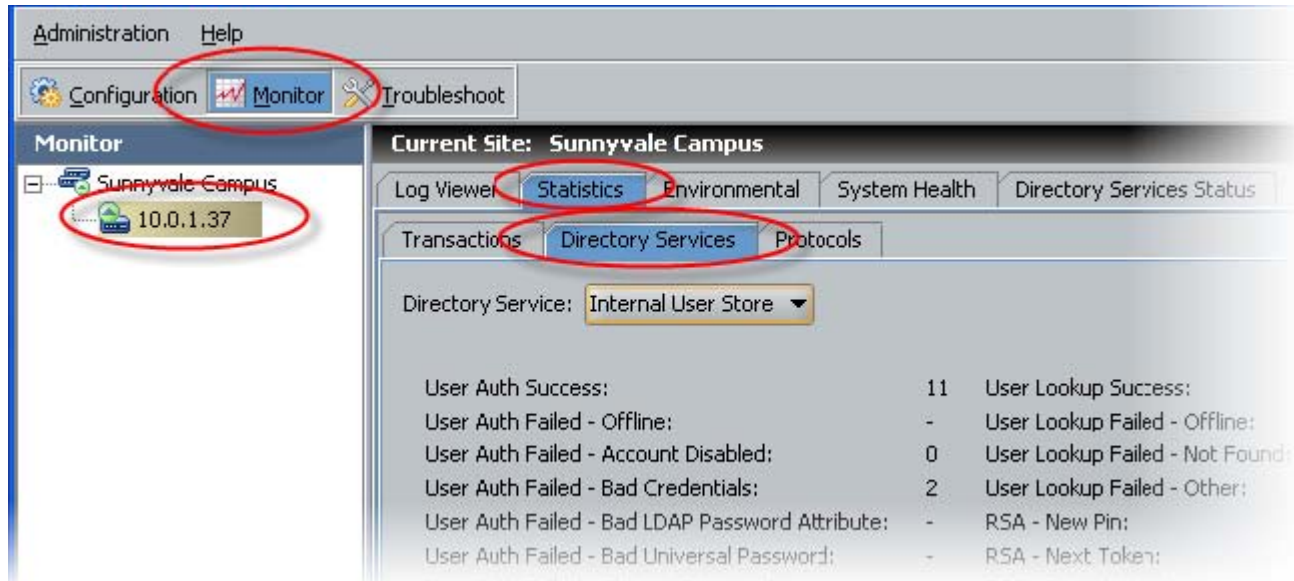 Administration Help
Configuration Monitor Troubleshoot
Monitor
Sunnyvale Campus
10.0.1.37
Current Site: Sunnyvale Campus
Log Viewer Statistics Environmental System Health Directory Services Status
Transactions Directory Services Protocols
Directory Service: Internal User Store
User Auth Success: 11 User Lookup Success:
User Auth Failed - Offline: - User Lookup Failed - Offline:
User Auth Failed - Account Disabled: 0 User Lookup Failed - Not Found:
User Auth Failed - Bad Credentials: 2 User Lookup Failed - Other:
User Auth Failed - Bad LDAP Password Attribute: - RSA - New Pin:
User Auth Failed - Bad Universal Password: - RSA - Next Token: